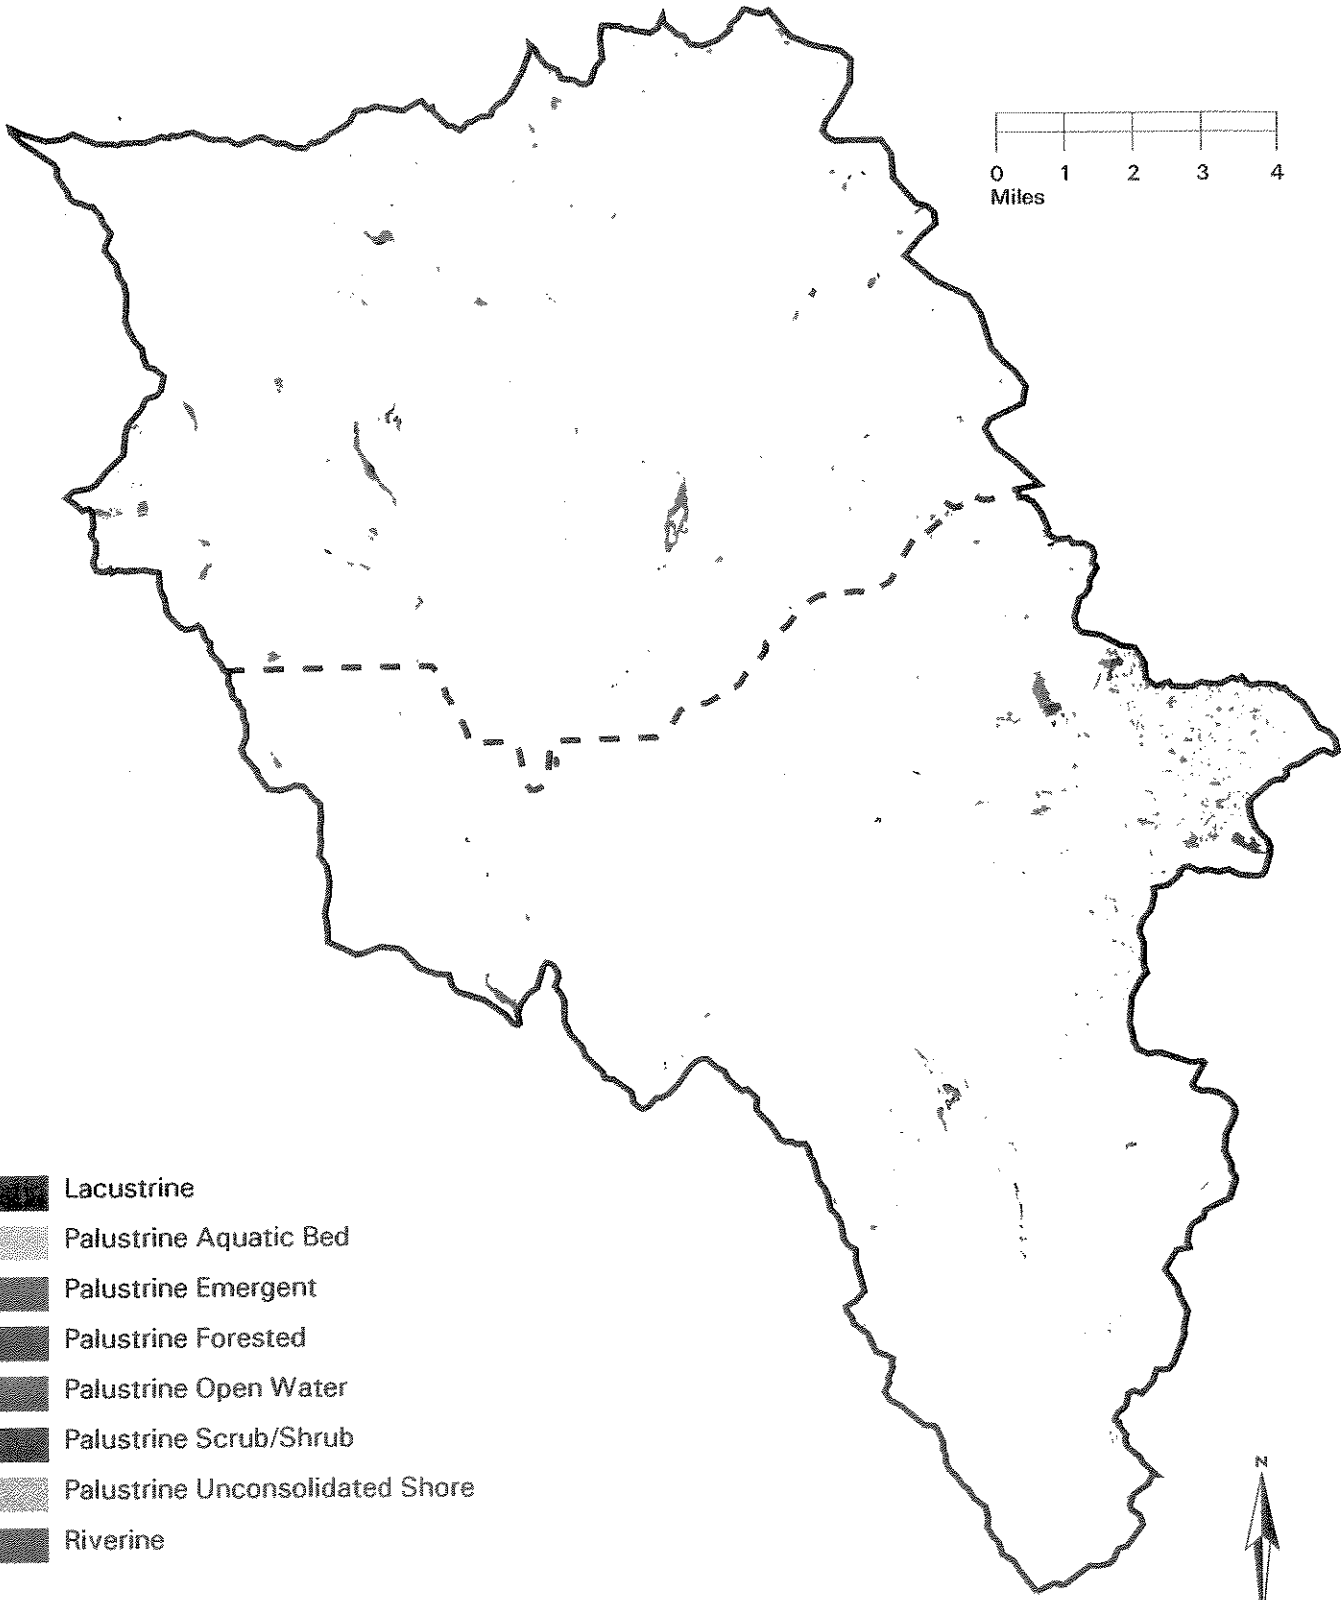 0 1 2 3 4
Miles
Lacustrine
Palustrine Aquatic Bed
Palustrine Emergent
Palustrine Forested
Palustrine Open Water
Palustrine Scrub/Shrub
Palustrine Unconsolidated Shore
Riverine
N